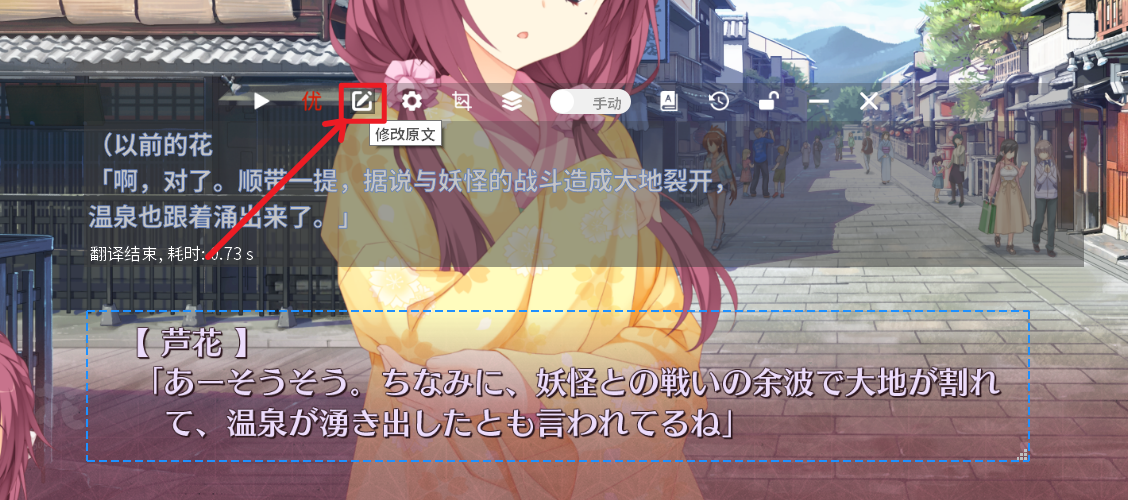 优
手动
修改原文
（以前的花
「啊，对了。顺带一提，据说与妖怪的战斗造成大地裂开，
温泉也跟着涌出来了。」
翻译结束, 耗时: 0.73 s
【 芦花 】
「あーそうそう。ちなみに、妖怪との戦いの余波で大地が割れ
て、温泉が湧き出したとも言われてるね」